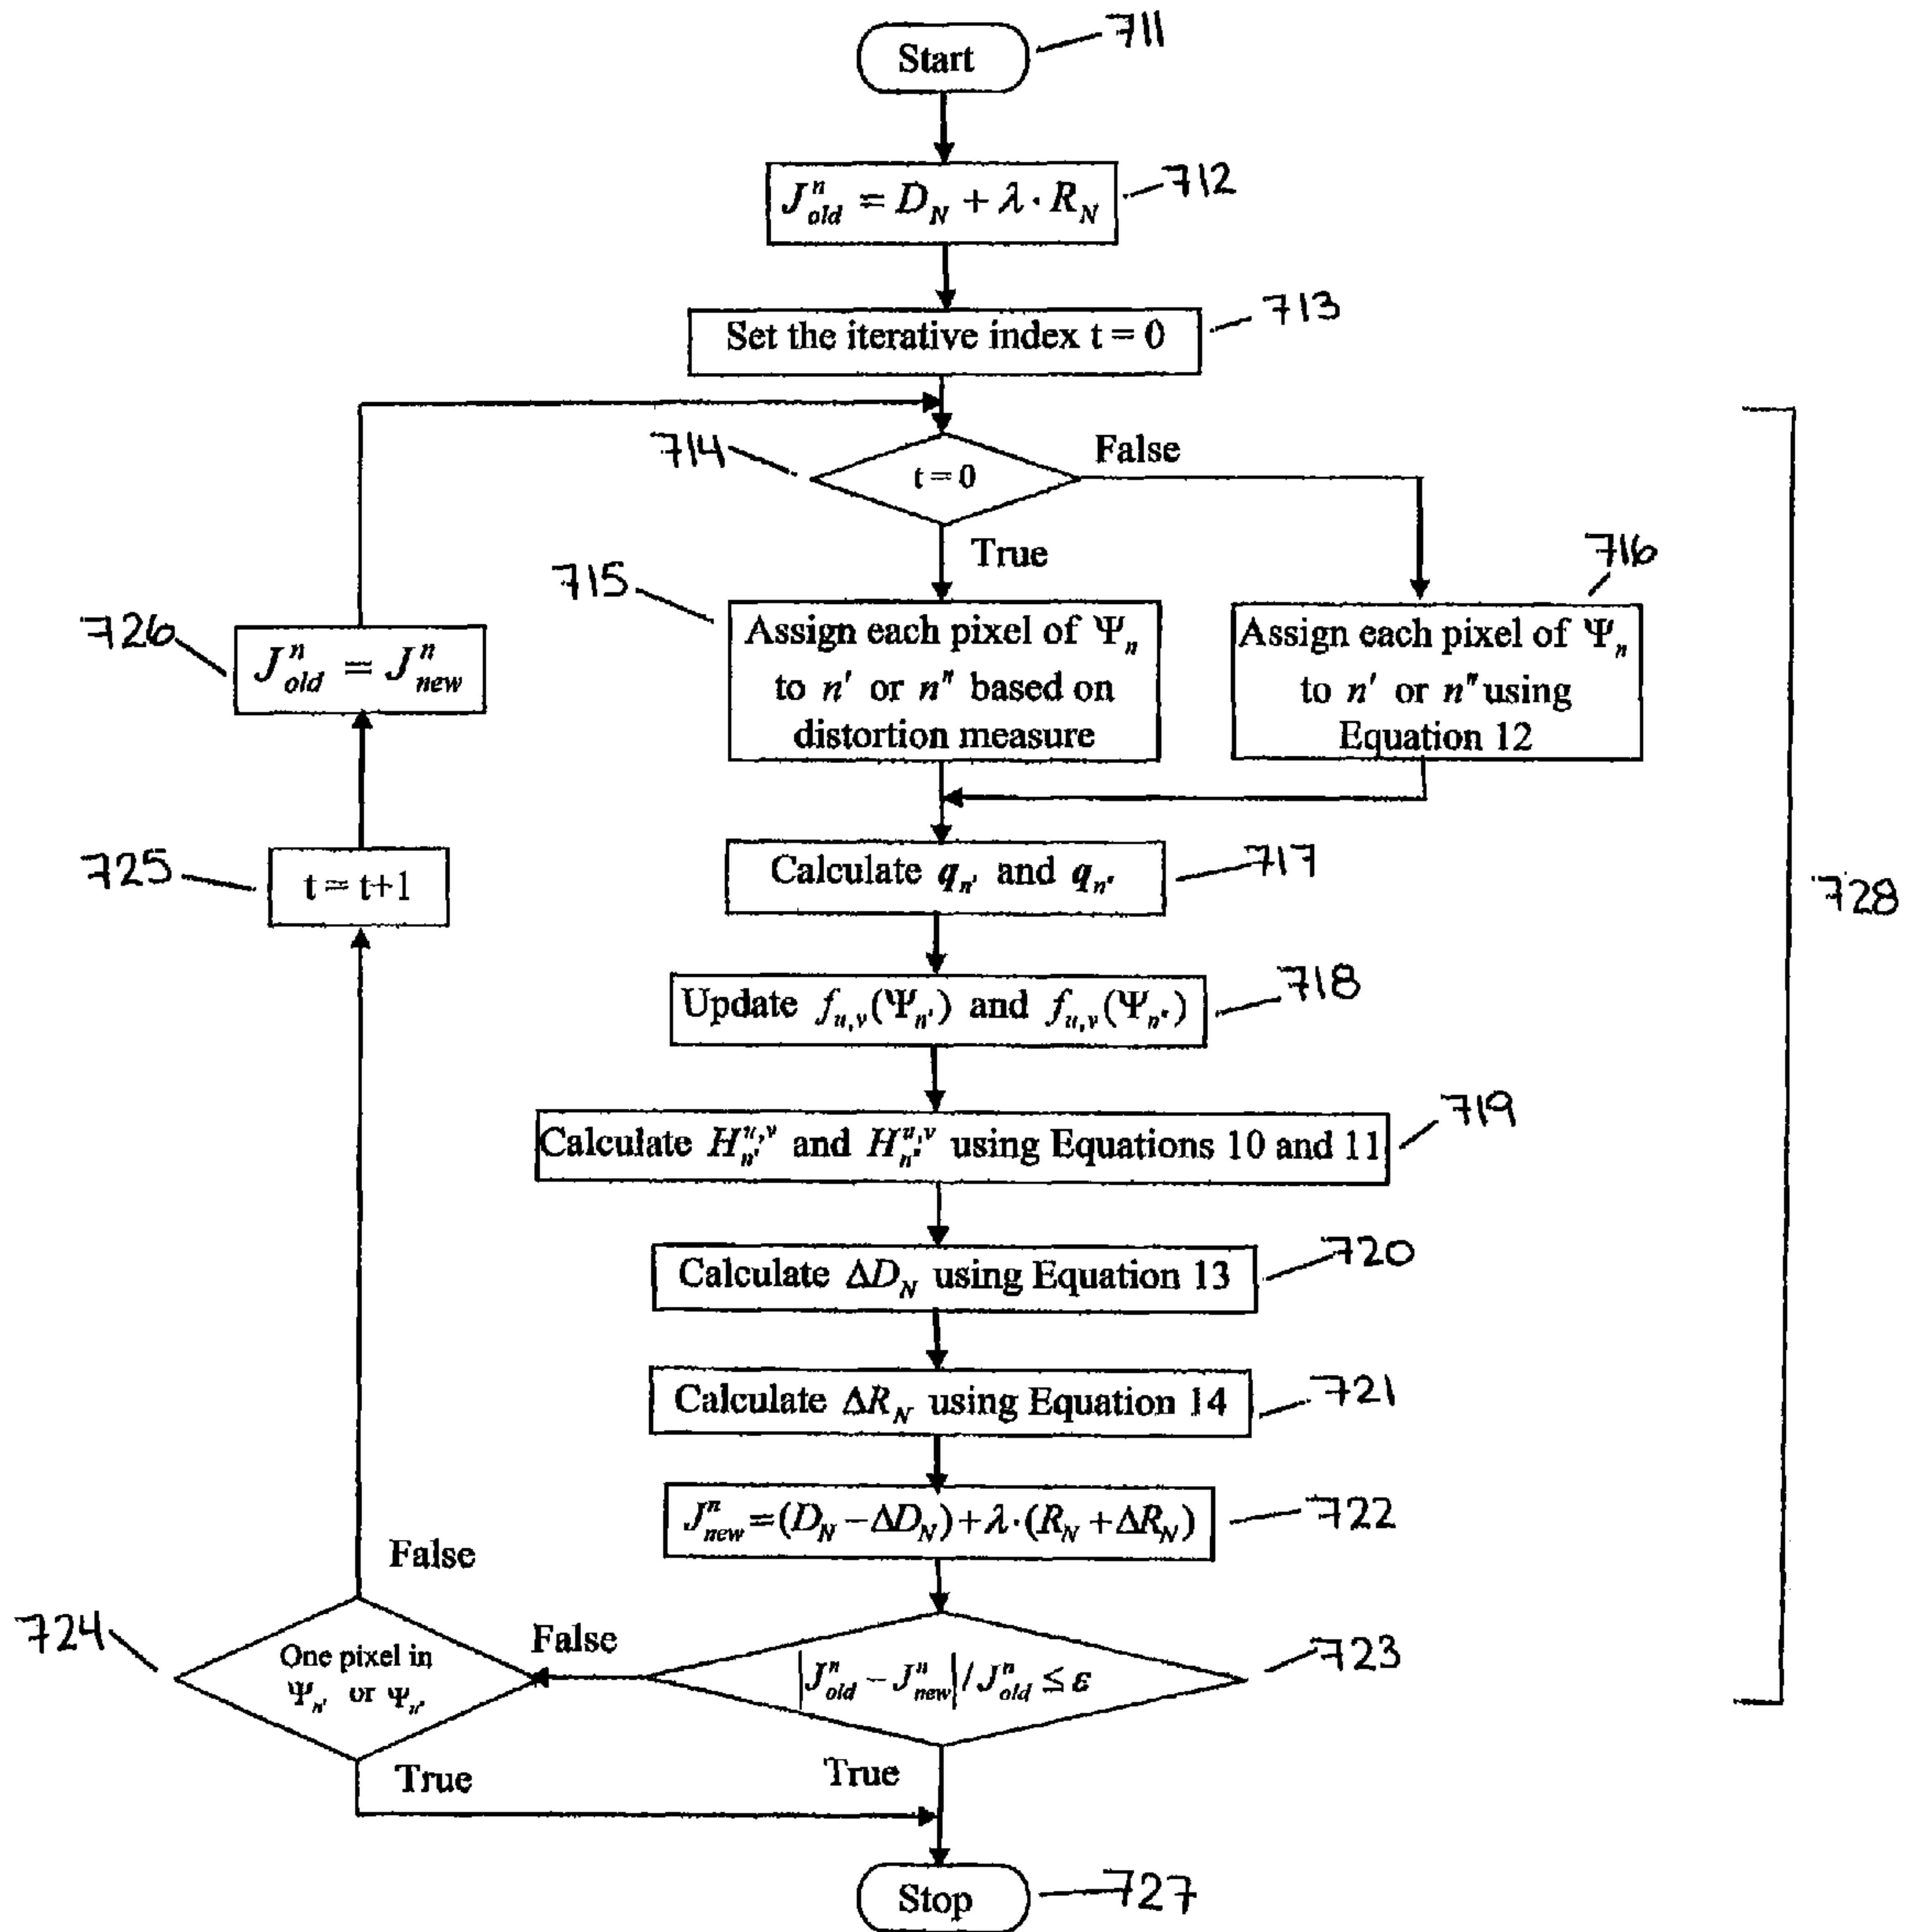 Start
711
J^n_old = D_N + λ · R_N
712
Set the iterative index t = 0
713
714
t = 0
False
True
715
Assign each pixel of Ψ_n
to n' or n" based on
distortion measure
716
Assign each pixel of Ψ_n
to n' or n" using
Equation 12
726
J^n_old = J^n_new
725
t = t+1
Calculate q_n' and q_n"
717
Update f_u,v(Ψ_n') and f_u,v(Ψ_n")
718
Calculate H^u,v_n' and H^u,v_n" using Equations 10 and 11
719
Calculate ΔD_N using Equation 13
720
Calculate ΔR_N using Equation 14
721
J^n_new = (D_N − ΔD_N) + λ · (R_N + ΔR_N)
722
False
724
One pixel in
Ψ_n' or Ψ_n"
False
|J^n_old − J^n_new| / J^n_old ≤ ε
723
True
True
Stop
727
728